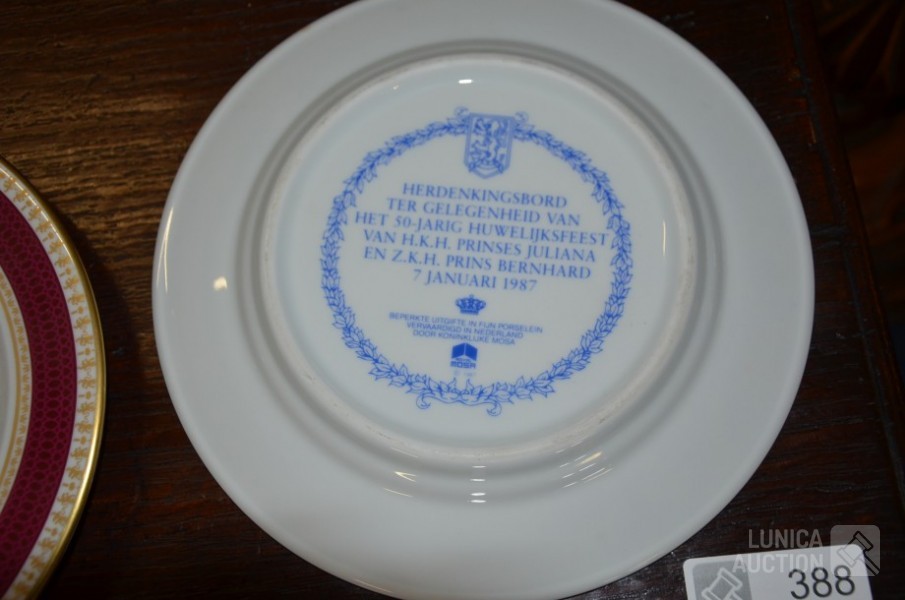 HERDENKINGSBORD
TER GELEGENHEID VAN
HET 50-JARIG HUWELIJKSFEEST
VAN H.K.H. PRINSES JULIANA
EN Z.K.H. PRINS BERNHARD
7 JANUARI 1987
BEPERKTE UITGIFTE IN FIJN PORSELEIN
VERVAARDIGD IN NEDERLAND
DOOR KONINKLIJKE MOSA
MOSA
LUNICA
AUCTION
388